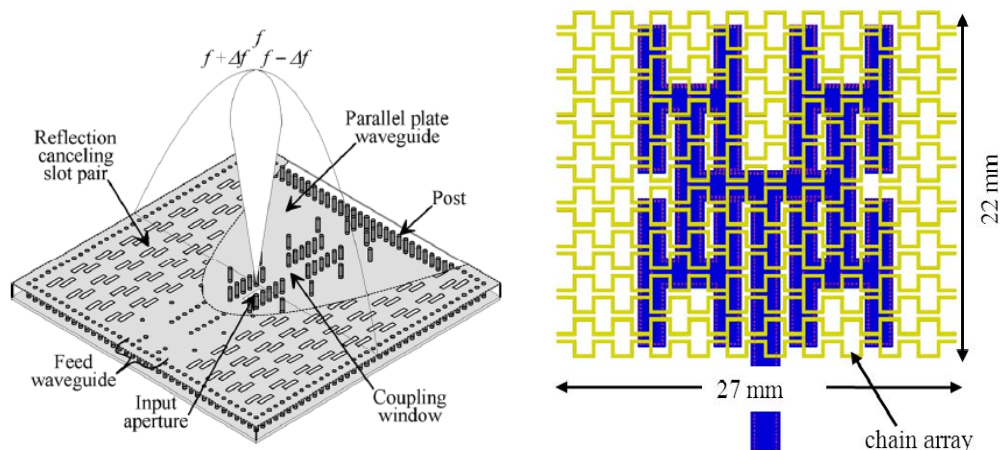 f
f + Δf
f − Δf
Parallel plate
waveguide
Reflection
canceling
slot pair
Post
Feed
waveguide
Input
aperture
Coupling
window
22 mm
27 mm
chain array